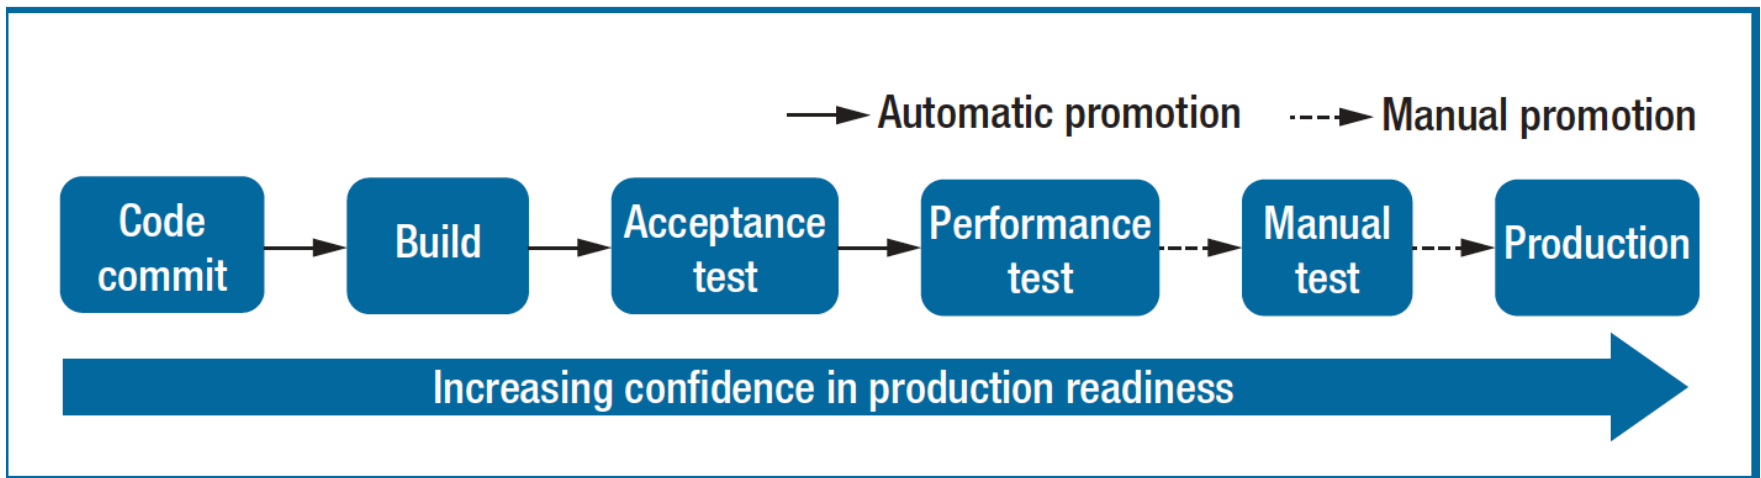 Automatic promotion
Manual promotion
Code
commit
Build
Acceptance
test
Performance
test
Manual
test
Production
Increasing confidence in production readiness